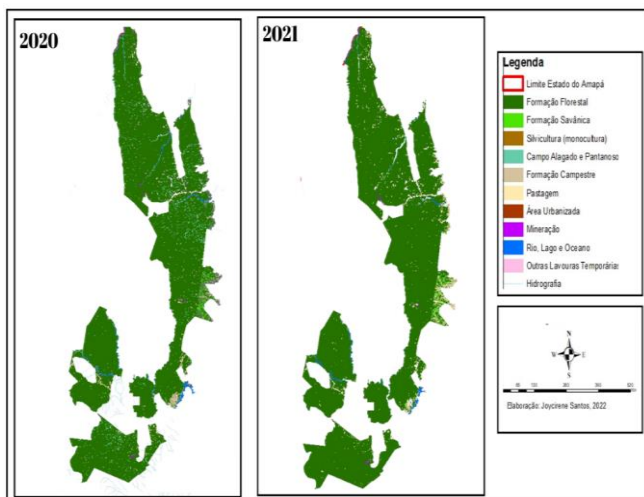 2020
2021
Legenda
Limite Estado do Amapá
Formação Florestal
Formação Savânica
Silvicultura (monocultura)
Campo Alagado e Pantanoso
Formação Campestre
Pastagem
Área Urbanizada
Mineração
Rio, Lago e Oceano
Outras Lavouras Temporárias
Hidrografia
N
W
E
S
Elaboração: Joycirene Santos, 2022